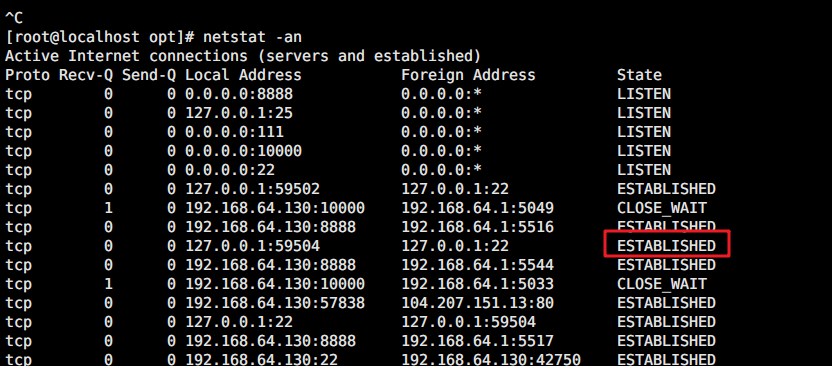 ^C
[root@localhost opt]# netstat -an
Active Internet connections (servers and established)
Proto Recv-Q Send-Q Local Address           Foreign Address         State
tcp        0      0 0.0.0.0:8888            0.0.0.0:*               LISTEN
tcp        0      0 127.0.0.1:25            0.0.0.0:*               LISTEN
tcp        0      0 0.0.0.0:111             0.0.0.0:*               LISTEN
tcp        0      0 0.0.0.0:10000           0.0.0.0:*               LISTEN
tcp        0      0 0.0.0.0:22              0.0.0.0:*               LISTEN
tcp        0      0 127.0.0.1:59502         127.0.0.1:22            ESTABLISHED
tcp        1      0 192.168.64.130:10000    192.168.64.1:5049       CLOSE_WAIT
tcp        0      0 192.168.64.130:8888     192.168.64.1:5516       ESTABLISHED
tcp        0      0 127.0.0.1:59504         127.0.0.1:22            ESTABLISHED
tcp        0      0 192.168.64.130:8888     192.168.64.1:5544       ESTABLISHED
tcp        1      0 192.168.64.130:10000    192.168.64.1:5033       CLOSE_WAIT
tcp        0      0 192.168.64.130:57838    104.207.151.13:80       ESTABLISHED
tcp        0      0 127.0.0.1:22            127.0.0.1:59504         ESTABLISHED
tcp        0      0 192.168.64.130:8888     192.168.64.1:5517       ESTABLISHED
tcp        0      0 192.168.64.130:22       192.168.64.130:42750    ESTABLISHED